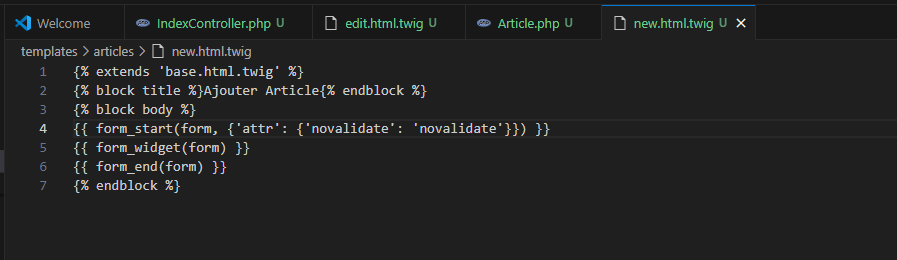 Welcome IndexController.php U edit.html.twig U Article.php U new.html.twig U
templates > articles > new.html.twig
1 {% extends 'base.html.twig' %}
2 {% block title %}Ajouter Article{% endblock %}
3 {% block body %}
4 {{ form_start(form, {'attr': {'novalidate': 'novalidate'}}) }}
5 {{ form_widget(form) }}
6 {{ form_end(form) }}
7 {% endblock %}